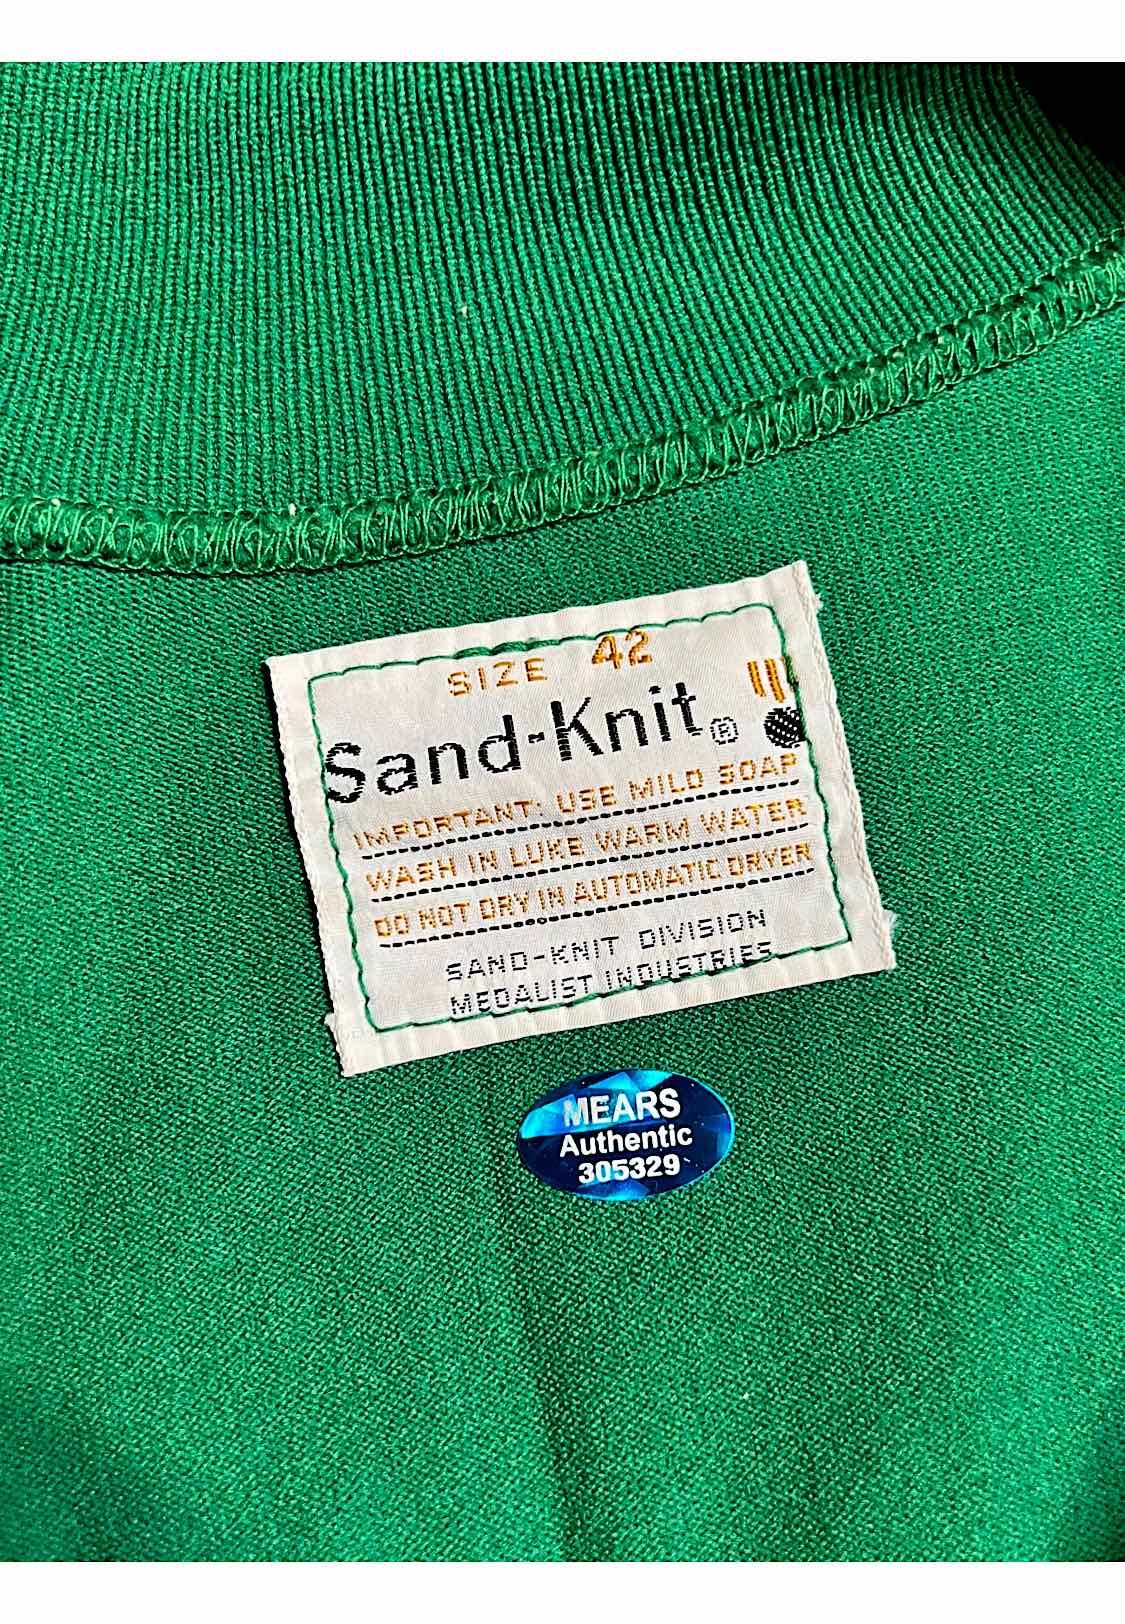 SIZE 42
Sand-Knit®
IMPORTANT: USE MILD SOAP
WASH IN LUKE WARM WATER
DO NOT DRY IN AUTOMATIC DRYER
SAND-KNIT DIVISION
MEDALIST INDUSTRIES
MEARS
Authentic
305329